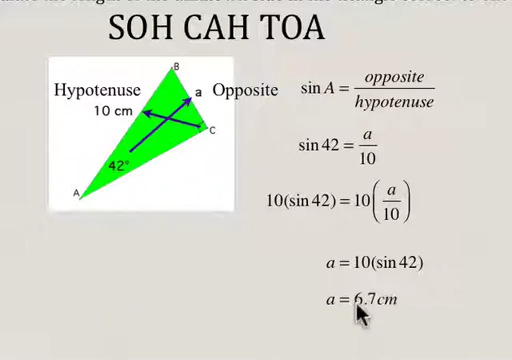 SOH CAH TOA
B
Hypotenuse
a Opposite
10 cm
C
42°
A
sin A = opposite / hypotenuse
sin 42 = a / 10
10(sin 42) = 10(a / 10)
a = 10(sin 42)
a = 6.7cm